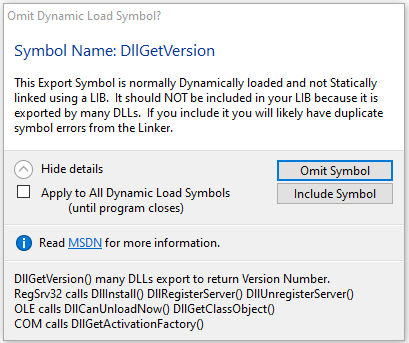 Omit Dynamic Load Symbol?
Symbol Name: DllGetVersion
This Export Symbol is normally Dynamically loaded and not Statically
linked using a LIB.  It should NOT be included in your LIB because it is
exported by many DLLs.  If you include it you will likely have duplicate
symbol errors from the Linker.
Hide details
Omit Symbol
Apply to All Dynamic Load Symbols
(until program closes)
Include Symbol
Read MSDN for more information.
DllGetVersion() many DLLs export to return Version Number.
RegSrv32 calls DllInstall() DllRegisterServer() DllUnregisterServer()
OLE calls DllCanUnloadNow() DllGetClassObject()
COM calls DllGetActivationFactory()